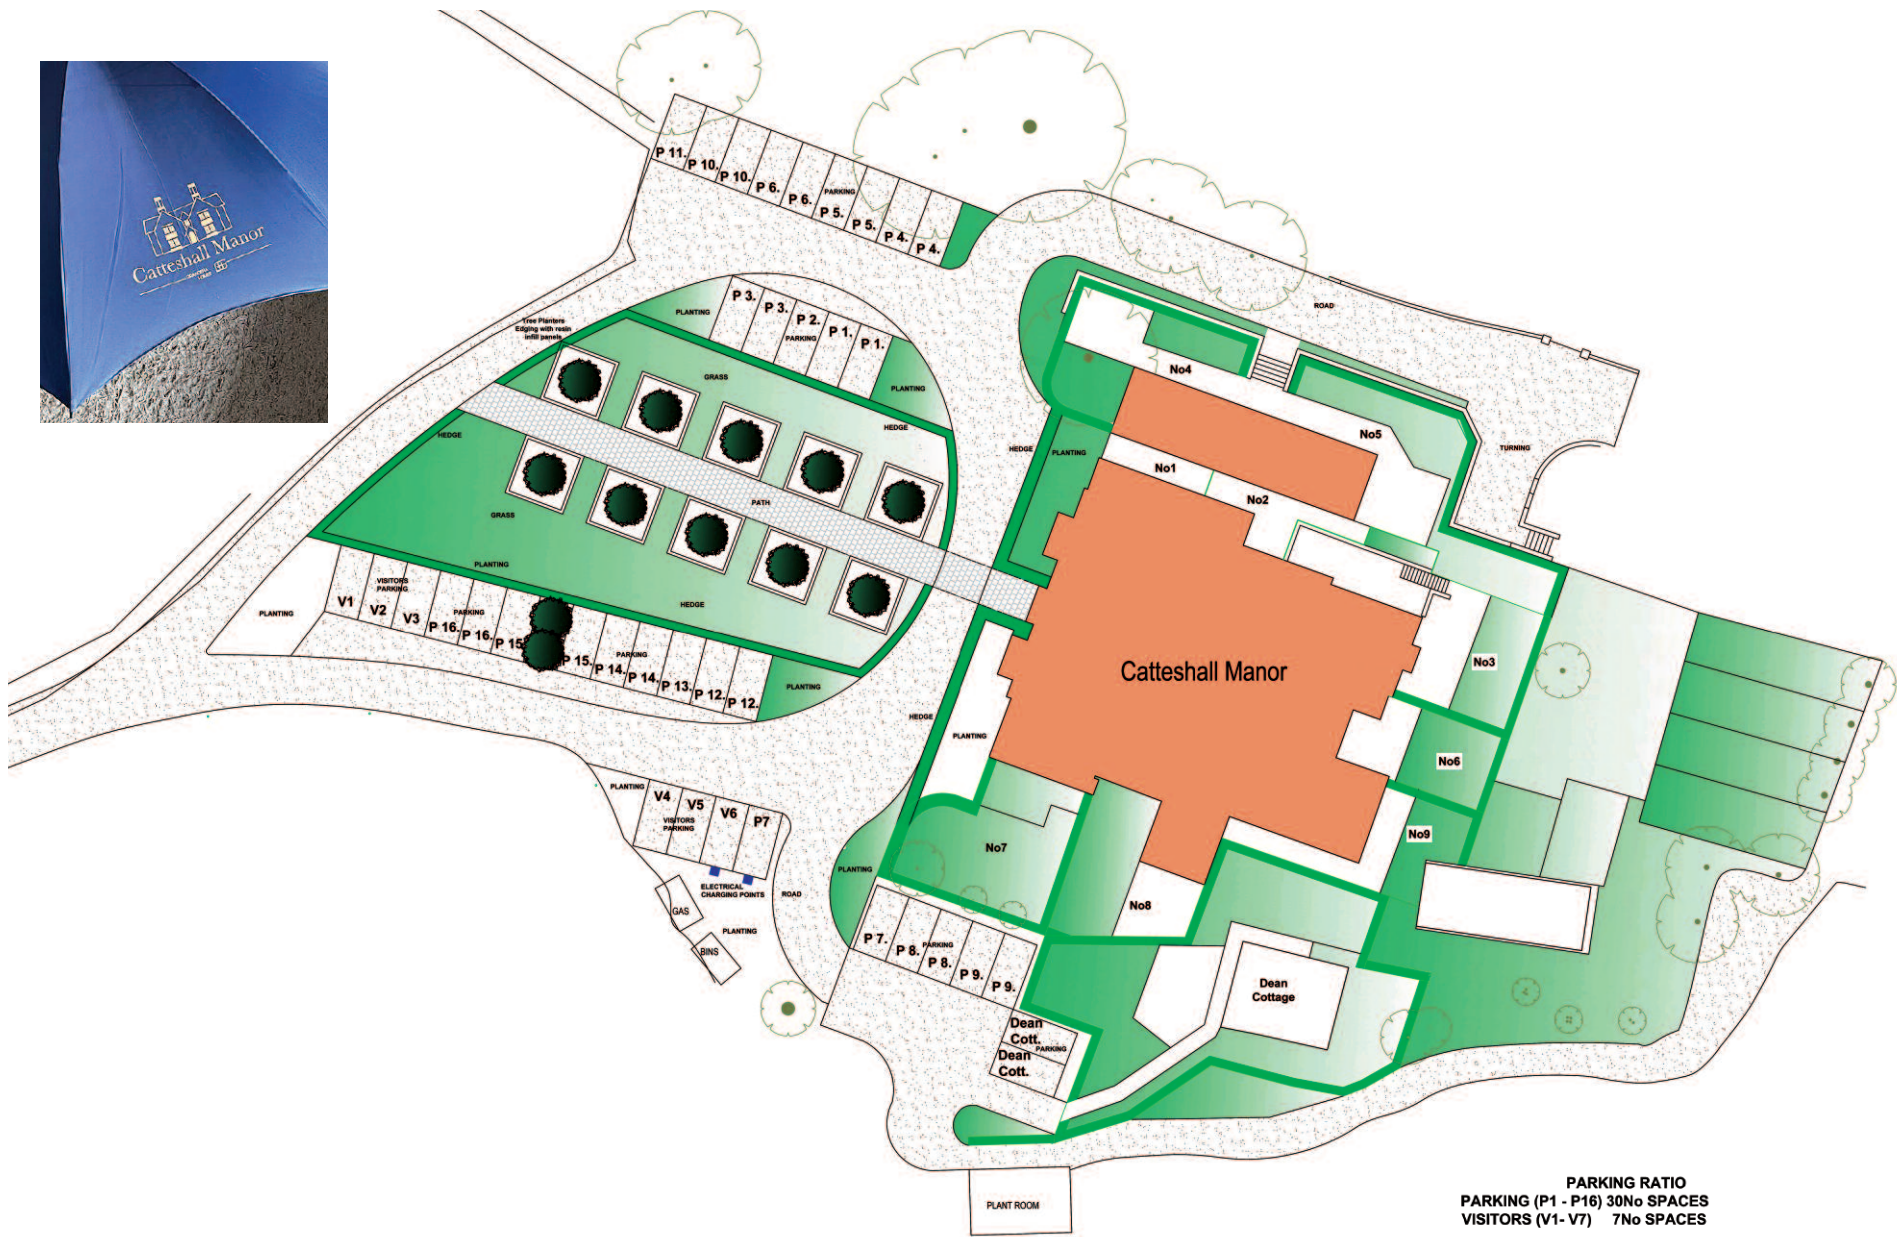 Catteshall Manor
P 11.
P 10.
P 10.
P 6.
P 6.
PARKING
P 5.
P 5.
P 4.
P 4.
ROAD
Tree Planters
Edging with resin
infill panels
PLANTING
P 3.
P 3.
P 2.
PARKING
P 1.
P 1.
PLANTING
GRASS
HEDGE
HEDGE
HEDGE
PLANTING
No4
No5
TURNING
No1
No2
PATH
GRASS
PLANTING
HEDGE
PLANTING
VISITORS
PARKING
V1
V2
V3
PARKING
P 16.
P 16.
P 15
P 15.
PARKING
P 14.
P 14.
P 13.
P 12.
P 12.
PLANTING
HEDGE
PLANTING
Catteshall Manor
No3
No6
No9
No7
No8
PLANTING
V4
V5
V6
P7
VISITORS
PARKING
ELECTRICAL
CHARGING POINTS
ROAD
PLANTING
GAS
PLANTING
BINS
P 7.
P 8.
PARKING
P 8.
P 9.
P 9.
Dean
Cottage
Dean
Cott.
PARKING
Dean
Cott.
PLANT ROOM
PARKING RATIO
PARKING (P1 - P16) 30No SPACES
VISITORS (V1- V7) 7No SPACES